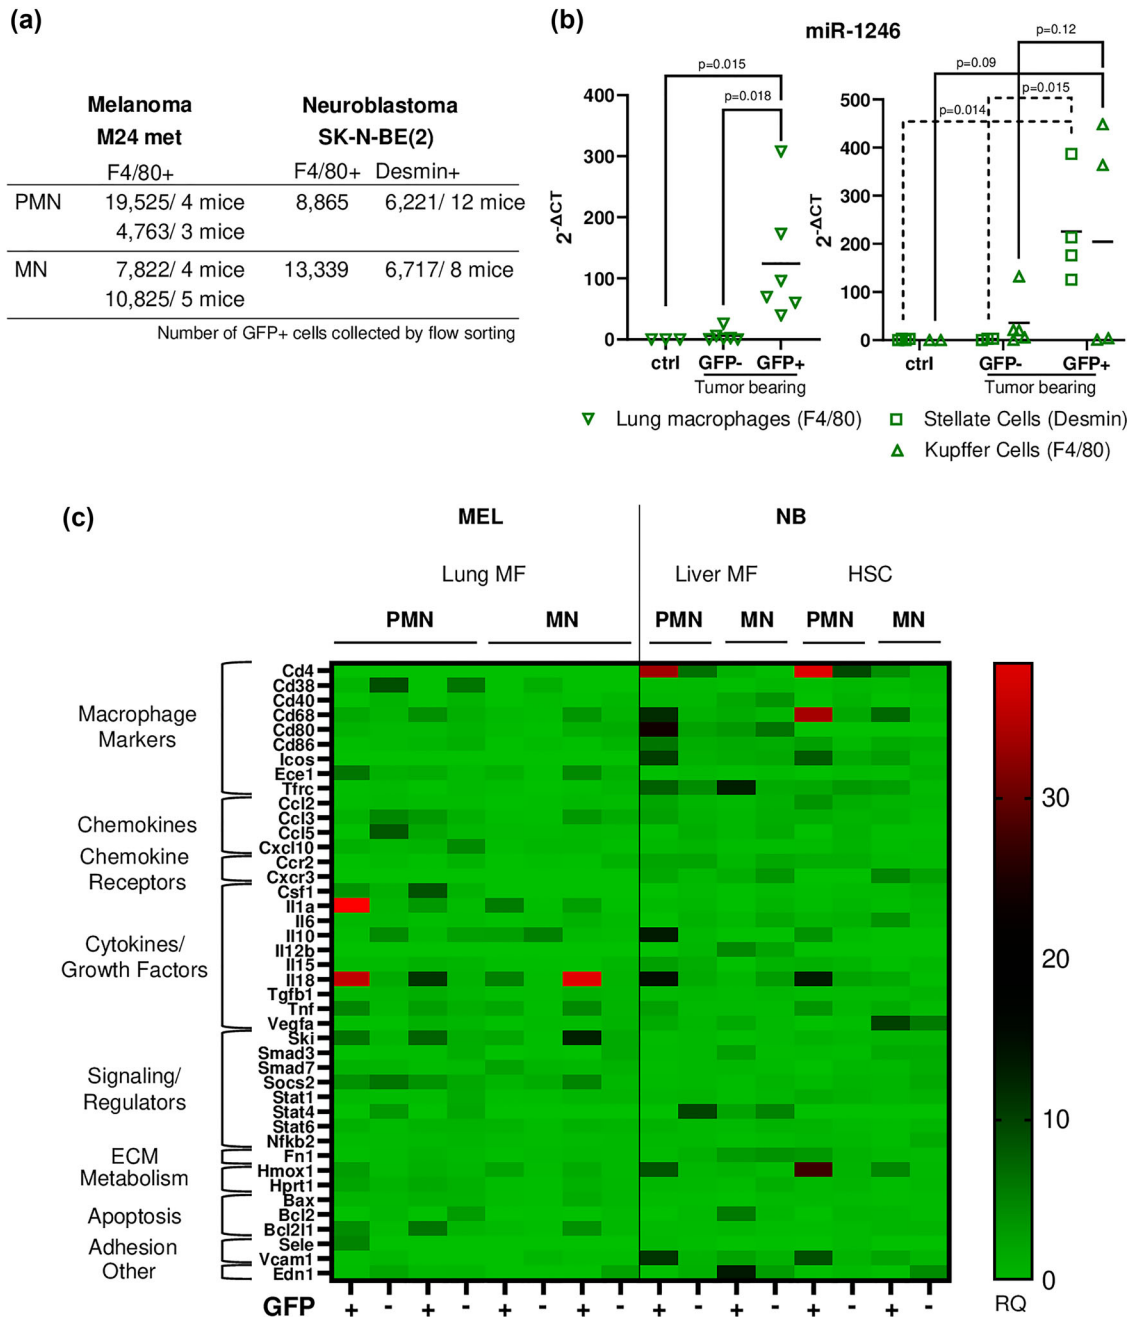 (a)
Melanoma Neuroblastoma
M24 met SK-N-BE(2)
F4/80+ F4/80+ Desmin+
PMN 19,525/ 4 mice 8,865 6,221/ 12 mice
4,763/ 3 mice
MN 7,822/ 4 mice 13,339 6,717/ 8 mice
10,825/ 5 mice
Number of GFP+ cells collected by flow sorting
(b)
miR-1246
p=0.015
p=0.018
400
300
200
100
0
2^-ΔCT
ctrl GFP- GFP+
Tumor bearing
p=0.12
p=0.09
p=0.015
p=0.014
500
400
300
200
100
0
2^-ΔCT
ctrl GFP- GFP+
Tumor bearing
Lung macrophages (F4/80)
Stellate Cells (Desmin)
Kupffer Cells (F4/80)
(c)
MEL NB
Lung MF Liver MF HSC
PMN MN PMN MN PMN MN
Macrophage
Markers
Chemokines
Chemokine
Receptors
Cytokines/
Growth Factors
Signaling/
Regulators
ECM
Metabolism
Apoptosis
Adhesion
Other
Cd4
Cd38
Cd40
Cd68
Cd80
Cd86
Icos
Ece1
Tfrc
Ccl2
Ccl3
Ccl5
Cxcl10
Ccr2
Cxcr3
Csf1
Il1a
Il6
Il10
Il12b
Il15
Il18
Tgfb1
Tnf
Vegfa
Ski
Smad3
Smad7
Socs2
Stat1
Stat4
Stat6
Nfkb2
Fn1
Hmox1
Hprt1
Bax
Bcl2
Bcl2l1
Sele
Vcam1
Edn1
GFP + - + - + - + - + - + - + - + -
30
20
10
0
RQ